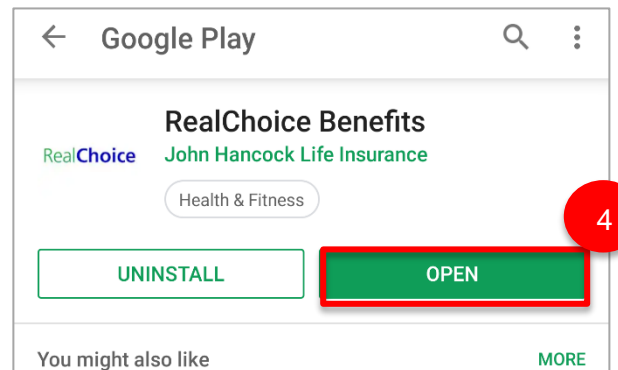 Google Play
RealChoice Benefits
RealChoice
John Hancock Life Insurance
Health & Fitness
4
UNINSTALL
OPEN
You might also like
MORE